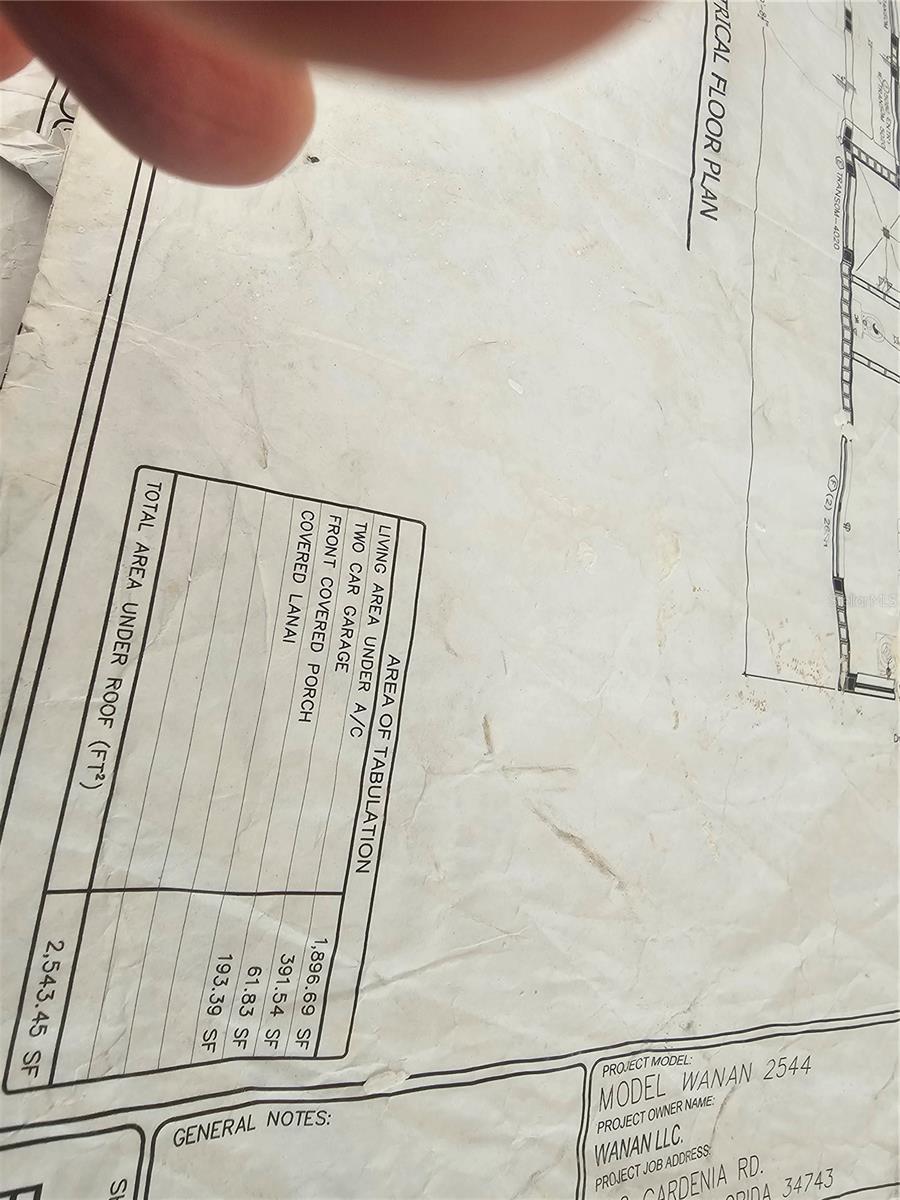 TRICAL FLOOR PLAN
TRANSOM-4020
AREA OF TABULATION
LIVING AREA UNDER A/C 1,896.69 SF
TWO CAR GARAGE 391.54 SF
FRONT COVERED PORCH 61.83 SF
COVERED LANAI 193.39 SF
TOTAL AREA UNDER ROOF (FT²) 2,543.45 SF
GENERAL NOTES:
PROJECT MODEL:
MODEL WANAN 2544
PROJECT OWNER NAME:
WANAN LLC.
PROJECT JOB ADDRESS:
GARDENIA RD.
ORIDA 34743
StellarMLS